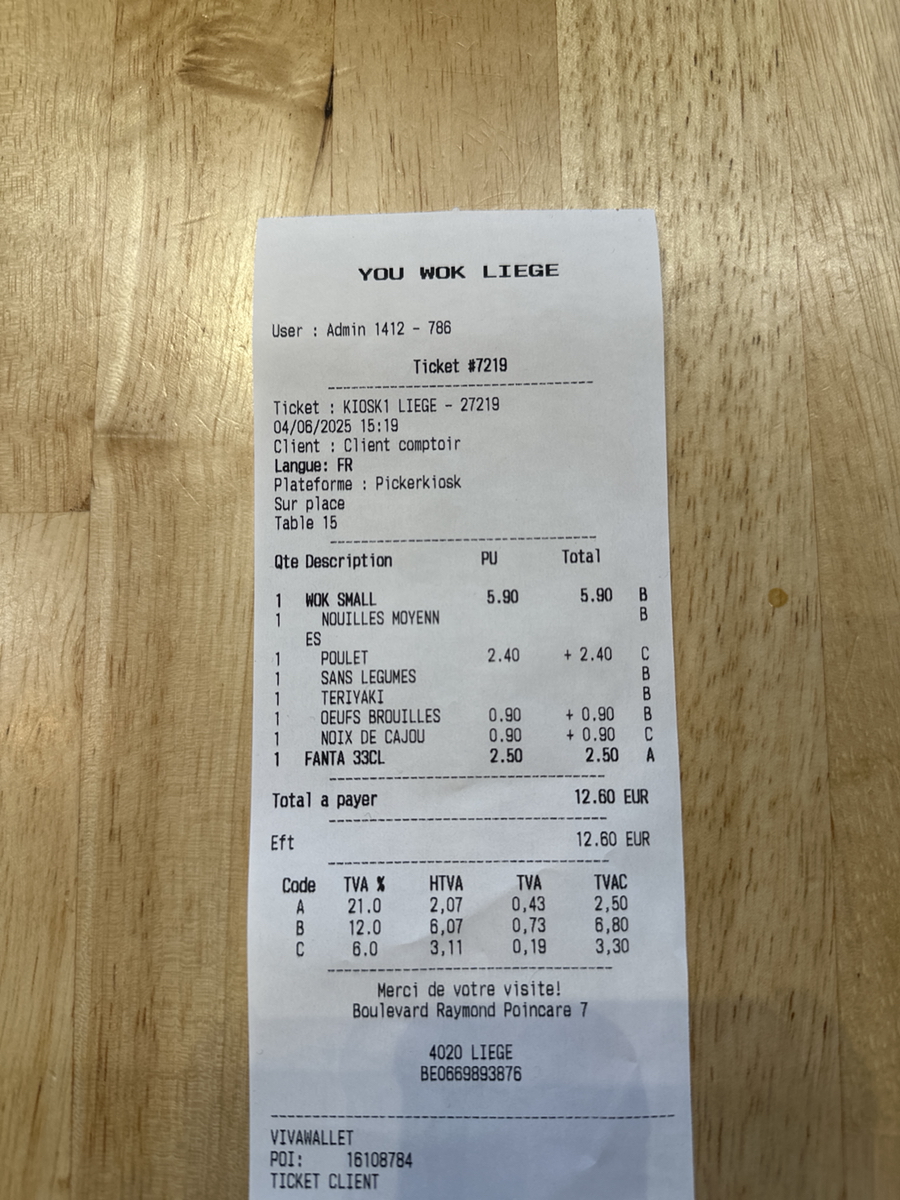 YOU WOK LIEGE
User : Admin 1412 - 786
Ticket #7219
Ticket : KIOSK1 LIEGE - 27219
04/06/2025 15:19
Client : Client comptoir
Langue: FR
Plateforme : Pickerkiosk
Sur place
Table 15
Qte Description PU Total
1 WOK SMALL 5.90 5.90 B
1 NOUILLES MOYENN B
ES
1 POULET 2.40 + 2.40 C
1 SANS LEGUMES B
1 TERIYAKI B
1 OEUFS BROUILLES 0.90 + 0.90 B
1 NOIX DE CAJOU 0.90 + 0.90 C
1 FANTA 33CL 2.50 2.50 A
Total a payer 12.60 EUR
Eft 12.60 EUR
Code TVA % HTVA TVA TVAC
A 21.0 2,07 0,43 2,50
B 12.0 6,07 0,73 6,80
C 6.0 3,11 0,19 3,30
Merci de votre visite!
Boulevard Raymond Poincare 7
4020 LIEGE
BE0669893876
VIVAWALLET
POI: 16108784
TICKET CLIENT